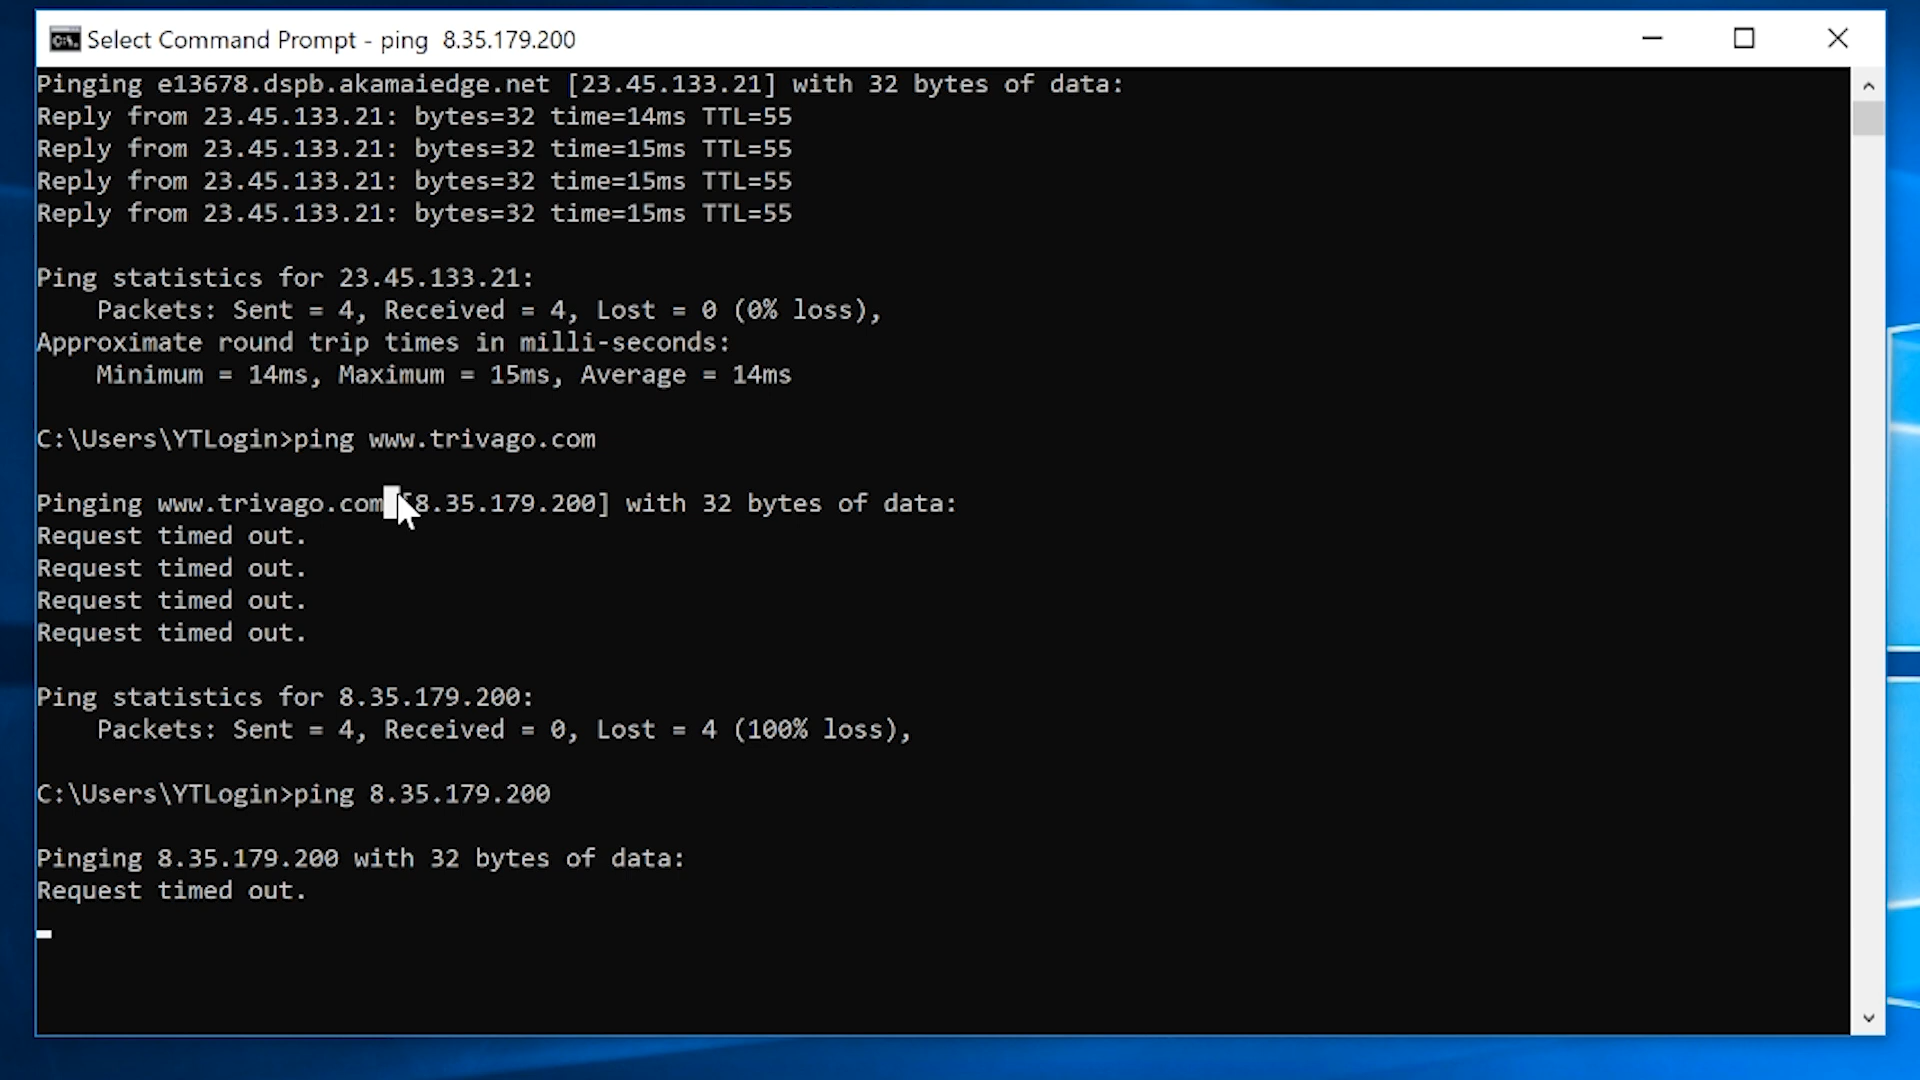 Select Command Prompt - ping  8.35.179.200
Pinging e13678.dspb.akamaiedge.net [23.45.133.21] with 32 bytes of data:
Reply from 23.45.133.21: bytes=32 time=14ms TTL=55
Reply from 23.45.133.21: bytes=32 time=15ms TTL=55
Reply from 23.45.133.21: bytes=32 time=15ms TTL=55
Reply from 23.45.133.21: bytes=32 time=15ms TTL=55
Ping statistics for 23.45.133.21:
    Packets: Sent = 4, Received = 4, Lost = 0 (0% loss),
Approximate round trip times in milli-seconds:
    Minimum = 14ms, Maximum = 15ms, Average = 14ms
C:\Users\YTLogin>ping www.trivago.com
Pinging www.trivago.com [8.35.179.200] with 32 bytes of data:
Request timed out.
Request timed out.
Request timed out.
Request timed out.
Ping statistics for 8.35.179.200:
    Packets: Sent = 4, Received = 0, Lost = 4 (100% loss),
C:\Users\YTLogin>ping 8.35.179.200
Pinging 8.35.179.200 with 32 bytes of data:
Request timed out.